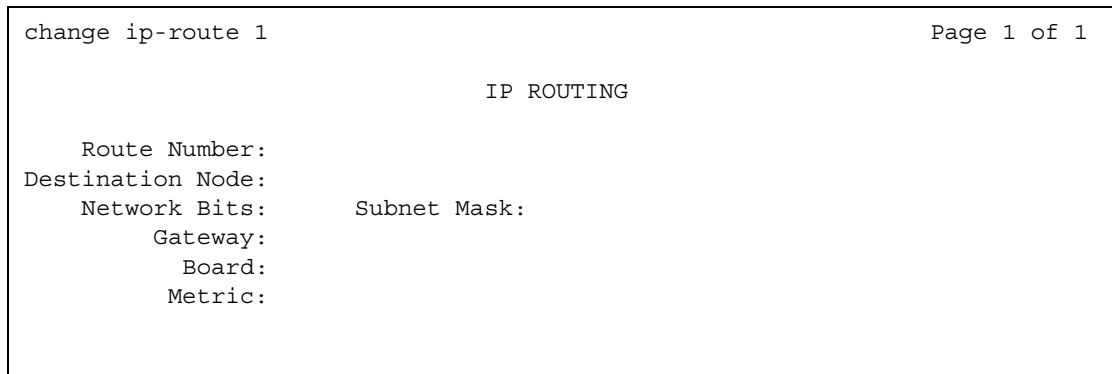 change ip-route 1 Page 1 of 1
IP ROUTING
Route Number:
Destination Node:
Network Bits: Subnet Mask:
Gateway:
Board:
Metric: